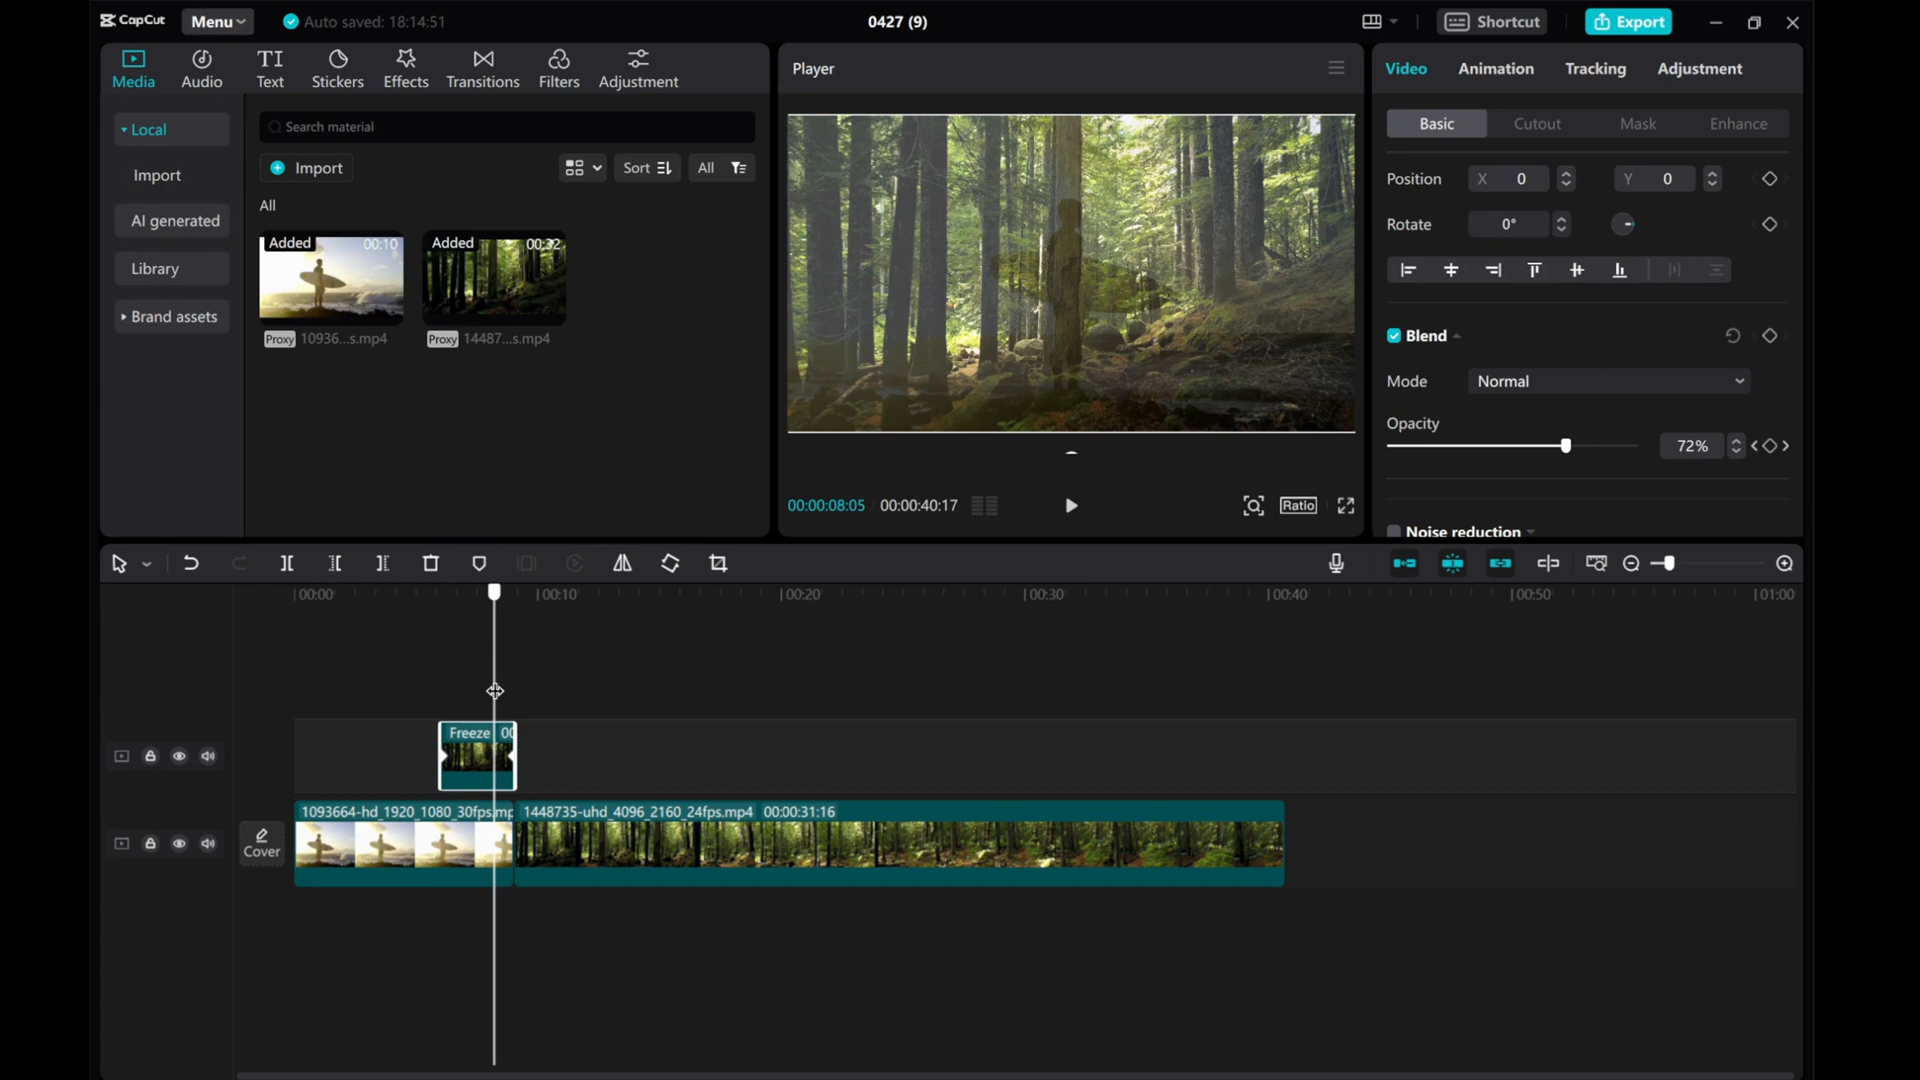 CapCut Menu Auto saved: 18:14:51 0427 (9) Shortcut Export
Media Audio Text Stickers Effects Transitions Filters Adjustment
Local
Import
AI generated
Library
Brand assets
Search material
Import Sort All
All
Added 00:10
Proxy 10936...s.mp4
Added 00:32
Proxy 14487...s.mp4
Player
00:00:08:05 00:00:40:17 Ratio
Video Animation Tracking Adjustment
Basic Cutout Mask Enhance
Position X 0 Y 0
Rotate 0°
Blend
Mode Normal
Opacity
72%
Noise reduction
00:00 00:10 00:20 00:30 00:40 00:50 01:00
Freeze 00
Cover
1093664-hd_1920_1080_30fps.mp
1448735-uhd_4096_2160_24fps.mp4 00:00:31:16